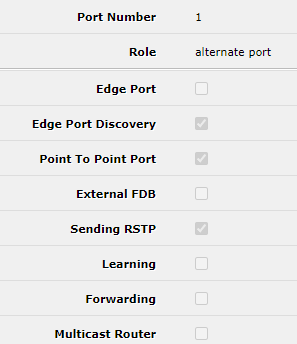 Port Number 1
Role alternate port
Edge Port
Edge Port Discovery
Point To Point Port
External FDB
Sending RSTP
Learning
Forwarding
Multicast Router